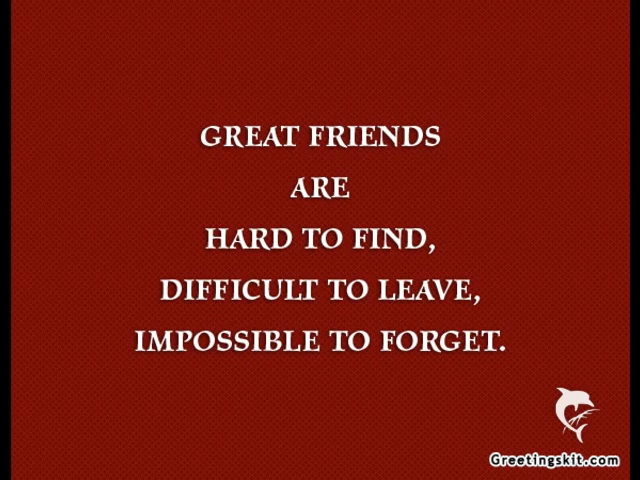 GREAT FRIENDS
ARE
HARD TO FIND,
DIFFICULT TO LEAVE,
IMPOSSIBLE TO FORGET.
Greetingskit.com